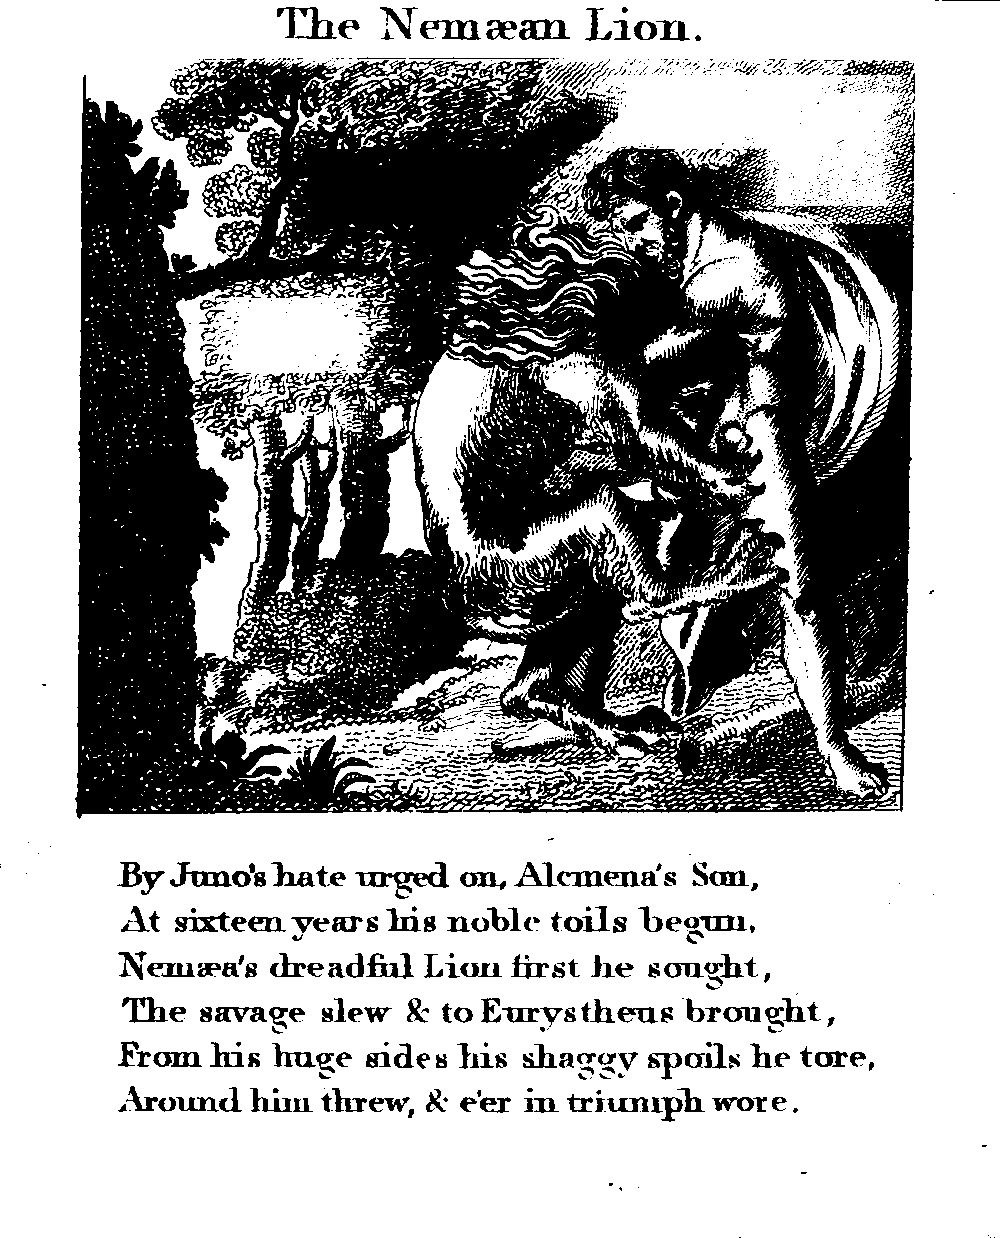 The Nemæan Lion.
By Juno's hate urged on, Alcmena's Son,
At sixteen years his noble toils begun,
Nemæa's dreadful Lion first he sought,
The savage slew & to Eurystheus brought,
From his huge sides his shaggy spoils he tore,
Around him threw, & e'er in triumph wore.